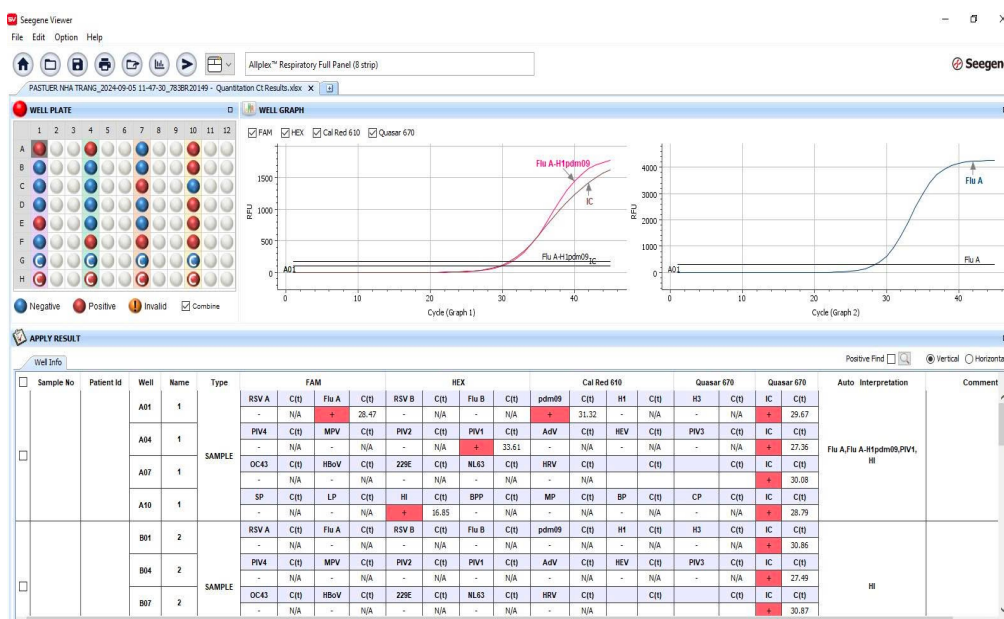 Seegene Viewer
File Edit Option Help
Allplex™ Respiratory Full Panel (8 strip)
Seegen
PASTUER NHA TRANG_2024-09-05 11-47-30_783BR20149 - Quantitation Ct Results.xlsx X
WELL PLATE
WELL GRAPH
1 2 3 4 5 6 7 8 9 10 11 12
A
B
C
D
E
F
G
H
C C C C
C C C C
Negative Positive Invalid Combine
FAM HEX Cal Red 610 Quasar 670
RFU
1500
1000
500
0
Flu A-H1pdm09
IC
Flu A-H1pdm09
IC
A01
0 10 20 30 40
Cycle (Graph 1)
RFU
4000
3000
2000
1000
0
Flu A
Flu A
A01
0 10 20 30 40
Cycle (Graph 2)
APPLY RESULT
Well Info
Positive Find Vertical Horizonta
Sample No Patient Id Well Name Type FAM HEX Cal Red 610 Quasar 670 Quasar 670 Auto Interpretation Comment
RSV A C(t) Flu A C(t) RSV B C(t) Flu B C(t) pdm09 C(t) H1 C(t) H3 C(t) IC C(t)
A01 1 - N/A + 28.47 - N/A - N/A + 31.32 - N/A - N/A + 29.67
PIV4 C(t) MPV C(t) PIV2 C(t) PIV1 C(t) AdV C(t) HEV C(t) PIV3 C(t) IC C(t)
A04 1 - N/A - N/A - N/A + 33.61 - N/A - N/A - N/A + 27.36
SAMPLE
Flu A,Flu A-H1pdm09,PIV1,
HI
OC43 C(t) HBoV C(t) 229E C(t) NL63 C(t) HRV C(t) C(t) C(t) IC C(t)
A07 1 - N/A - N/A - N/A - N/A - N/A + 30.08
SP C(t) LP C(t) HI C(t) BPP C(t) MP C(t) BP C(t) CP C(t) IC C(t)
A10 1 - N/A - N/A + 16.85 - N/A - N/A - N/A - N/A + 28.79
RSV A C(t) Flu A C(t) RSV B C(t) Flu B C(t) pdm09 C(t) H1 C(t) H3 C(t) IC C(t)
B01 2 - N/A - N/A - N/A - N/A - N/A - N/A - N/A + 30.86
PIV4 C(t) MPV C(t) PIV2 C(t) PIV1 C(t) AdV C(t) HEV C(t) PIV3 C(t) IC C(t)
B04 2 - N/A - N/A - N/A - N/A - N/A - N/A - N/A + 27.49
SAMPLE
HI
OC43 C(t) HBoV C(t) 229E C(t) NL63 C(t) HRV C(t) C(t) C(t) IC C(t)
B07 2 - N/A - N/A - N/A - N/A - N/A + 30.87